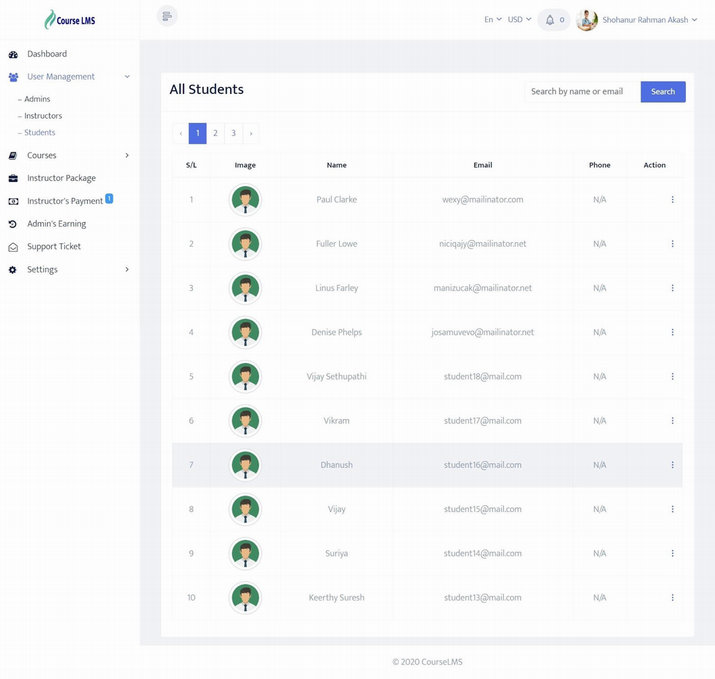 Course LMS
En USD 0 Shohanur Rahman Akash
Dashboard
User Management
– Admins
– Instructors
– Students
Courses
Instructor Package
Instructor's Payment 1
Admin's Earning
Support Ticket
Settings
All Students
Search by name or email Search
‹ 1 2 3 ›
S/L Image Name Email Phone Action
1 Paul Clarke wexy@mailinator.com N/A
2 Fuller Lowe niciqajy@mailinator.net N/A
3 Linus Farley manizucak@mailinator.net N/A
4 Denise Phelps josamuvevo@mailinator.net N/A
5 Vijay Sethupathi student18@mail.com N/A
6 Vikram student17@mail.com N/A
7 Dhanush student16@mail.com N/A
8 Vijay student15@mail.com N/A
9 Suriya student14@mail.com N/A
10 Keerthy Suresh student13@mail.com N/A
© 2020 CourseLMS